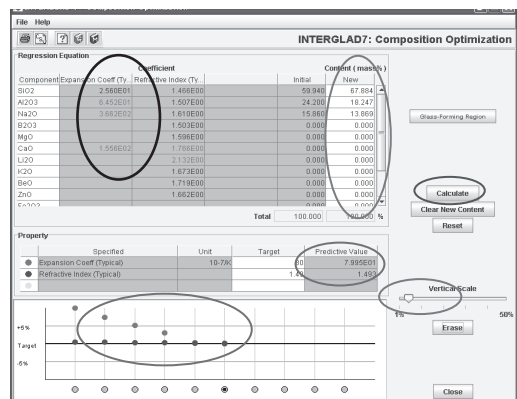 File Help
INTERGLAD7: Composition Optimization
Regression Equation
Coefficient Content ( mass% )
Component Expansion Coeff (Ty... Refractive Index (Ty... Initial New
SiO2 2.560E01 1.466E00 59.940 67.884
Al2O3 6.452E01 1.507E00 24.200 18.247
Na2O 3.662E02 1.610E00 15.860 13.869
B2O3 1.503E00 0.000 0.000
MgO 1.596E00 0.000 0.000
CaO 1.556E02 1.766E00 0.000 0.000
Li2O 2.132E00 0.000 0.000
K2O 1.673E00 0.000 0.000
BeO 1.719E00 0.000 0.000
ZnO 1.662E00 0.000 0.000
Total 100.000 100.000 %
Glass-Forming Region
Calculate
Clear New Content
Reset
Property
Specified Unit Target Predictive Value
Expansion Coeff (Typical) 10-7/K 80 7.995E01
Refractive Index (Typical) 1.49 1.493
Vertical Scale
1% 50%
Erase
+5%
Target
-5%
Close